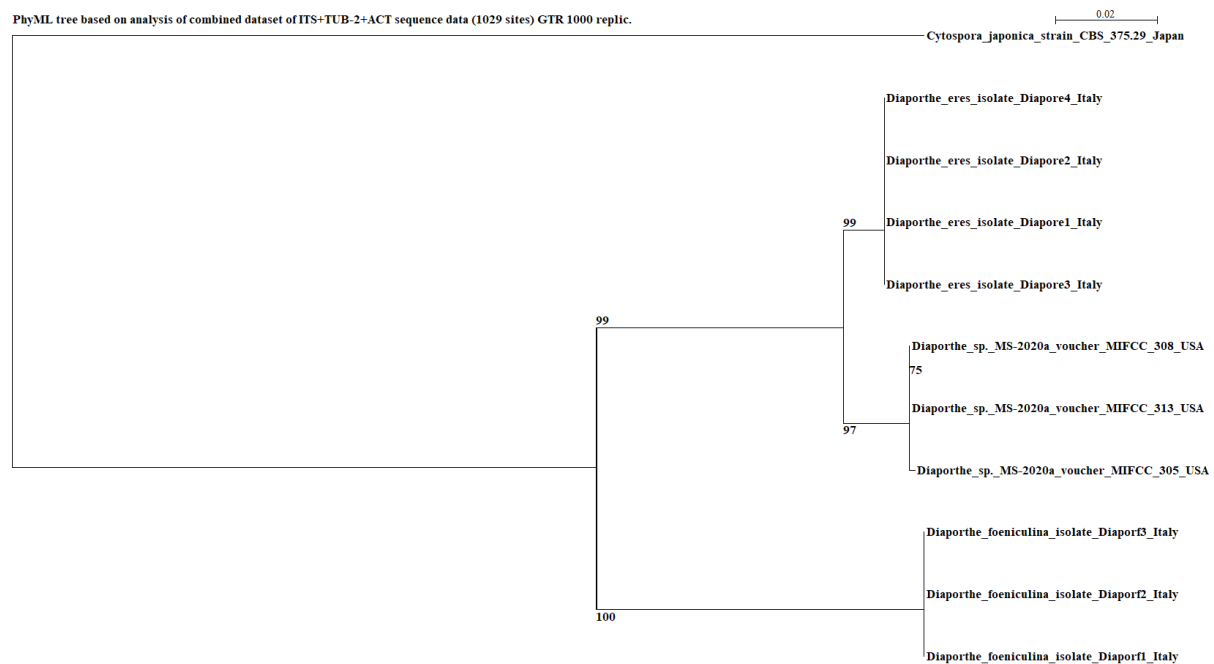 PhyML tree based on analysis of combined dataset of ITS+TUB-2+ACT sequence data (1029 sites) GTR 1000 replic.
0.02
Cytospora_japonica_strain_CBS_375.29_Japan
Diaporthe_eres_isolate_Diapore4_Italy
Diaporthe_eres_isolate_Diapore2_Italy
99
Diaporthe_eres_isolate_Diapore1_Italy
Diaporthe_eres_isolate_Diapore3_Italy
99
Diaporthe_sp._MS-2020a_voucher_MIFCC_308_USA
75
Diaporthe_sp._MS-2020a_voucher_MIFCC_313_USA
97
Diaporthe_sp._MS-2020a_voucher_MIFCC_305_USA
Diaporthe_foeniculina_isolate_Diaporf3_Italy
Diaporthe_foeniculina_isolate_Diaporf2_Italy
100
Diaporthe_foeniculina_isolate_Diaporf1_Italy